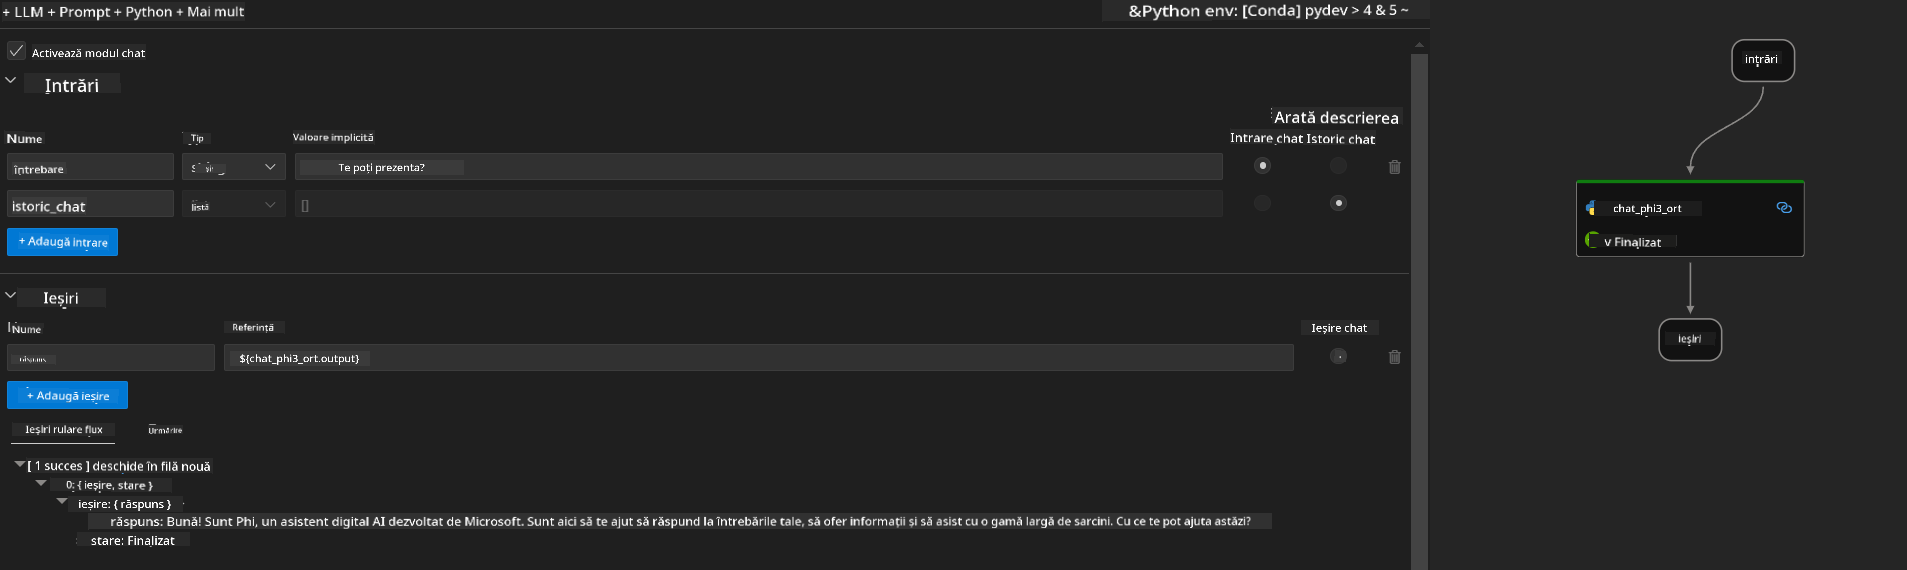 + LLM + Prompt + Python + Mai mult
&Python env: [Conda] pydev > 4 & 5 ~
Activează modul chat
Intrări
Arată descrierea
Nume Tip Valoare implicită Intrare chat Istoric chat
întrebare Te poți prezenta?
istoric_chat listă []
+ Adaugă intrare
Ieșiri
Nume Referință Ieșire chat
răspuns ${chat_phi3_ort.output}
+ Adaugă ieșire
Ieșiri rulare flux Urmărire
[ 1 succes ] deschide în filă nouă
0: { ieșire, stare }
ieșire: { răspuns }
răspuns: Bună! Sunt Phi, un asistent digital AI dezvoltat de Microsoft. Sunt aici să te ajut să răspund la întrebările tale, să ofer informații și să asist cu o gamă largă de sarcini. Cu ce te pot ajuta astăzi?
stare: Finalizat
intrări
chat_phi3_ort
v Finalizat
ieșiri